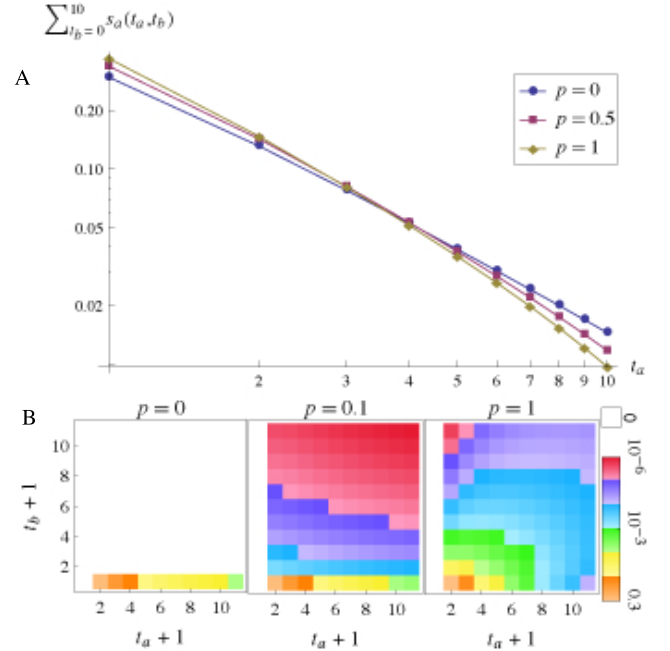 ∑_{t_b=0}^{10} s_a(t_a,t_b)
A
p = 0
p = 0.5
p = 1
0.20
0.10
0.05
0.02
2 3 4 5 6 7 8 9 10 t_a
B
p = 0 p = 0.1 p = 1
0
10^{-6}
10^{-3}
0.3
t_b + 1
10
8
6
4
2
2 4 6 8 10 2 4 6 8 10 2 4 6 8 10
t_a + 1 t_a + 1 t_a + 1